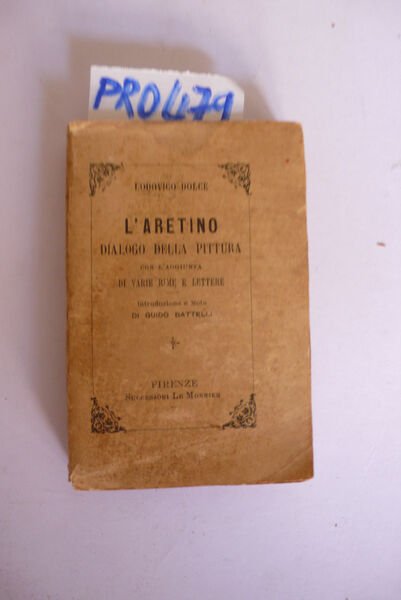 PRO479
LODOVICO DOLCE
L'ARETINO
DIALOGO DELLA PITTURA
CON L'AGGIUNTA
DI VARIE RIME E LETTERE
Introduzione e Note
DI GUIDO BATTELLI
FIRENZE
SUCCESSORI LE MONNIER